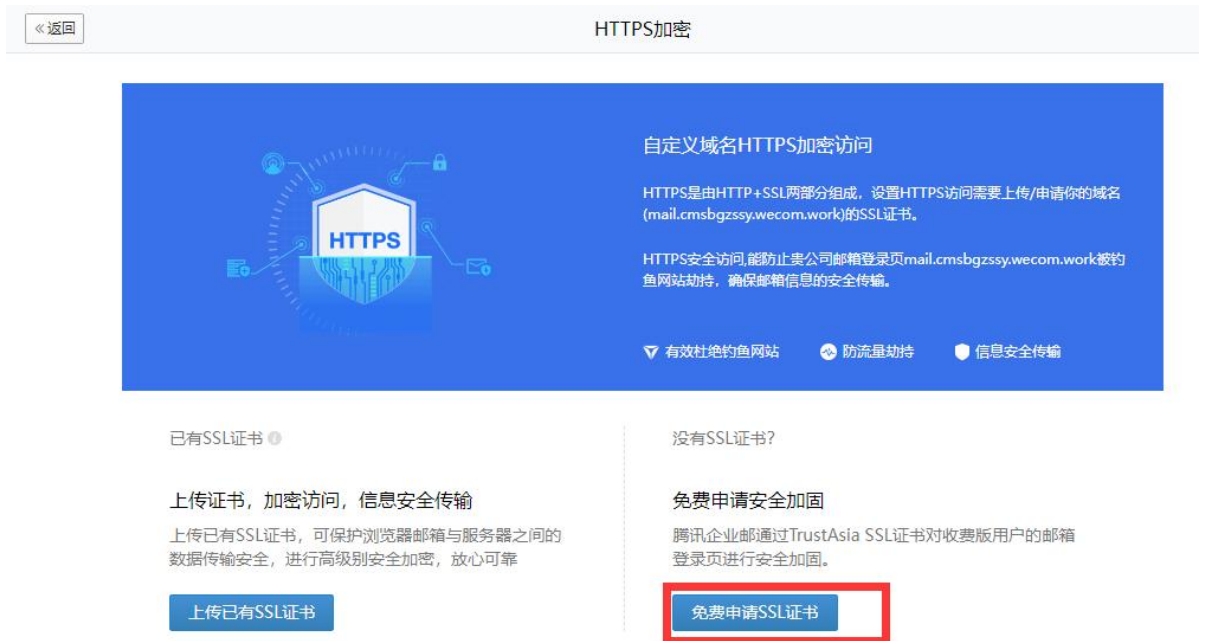 《返回
HTTPS加密
自定义域名HTTPS加密访问
HTTPS是由HTTP+SSL两部分组成，设置HTTPS访问需要上传/申请你的域名
(mail.cmsbgzssy.wecom.work)的SSL证书。
HTTPS安全访问,能防止贵公司邮箱登录页mail.cmsbgzssy.wecom.work被钓
鱼网站劫持，确保邮箱信息的安全传输。
HTTPS
有效杜绝钓鱼网站
防流量劫持
信息安全传输
已有SSL证书
上传证书，加密访问，信息安全传输
上传已有SSL证书，可保护浏览器邮箱与服务器之间的
数据传输安全，进行高级别安全加密，放心可靠
上传已有SSL证书
没有SSL证书?
免费申请安全加固
腾讯企业邮通过TrustAsia SSL证书对收费版用户的邮箱
登录页进行安全加固。
免费申请SSL证书